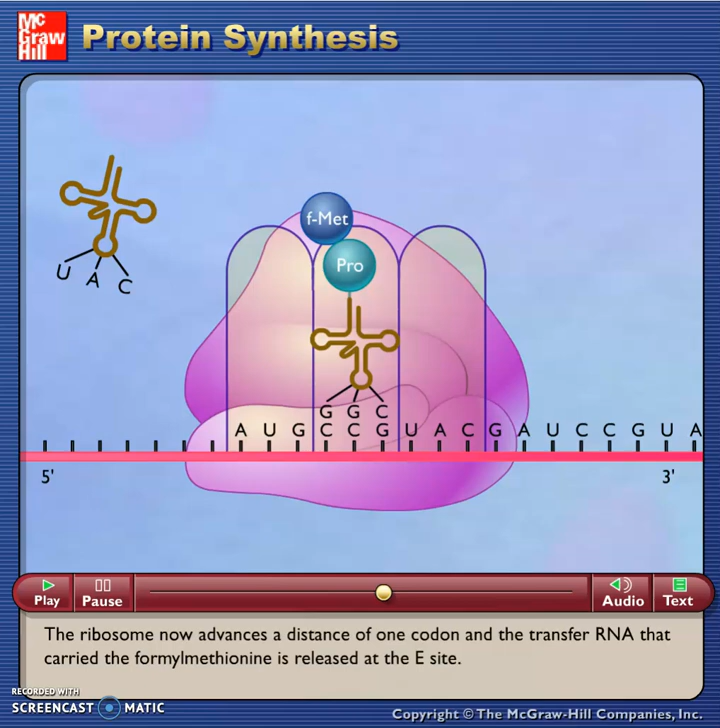 Mc
Graw
Hill
Protein Synthesis
f-Met
Pro
U A C
G G C
A U G C C G U A C G A U C C G U A
5' 3'
Play Pause Audio Text
The ribosome now advances a distance of one codon and the transfer RNA that
carried the formylmethionine is released at the E site.
RECORDED WITH
SCREENCAST MATIC
Copyright © The McGraw-Hill Companies, Inc.